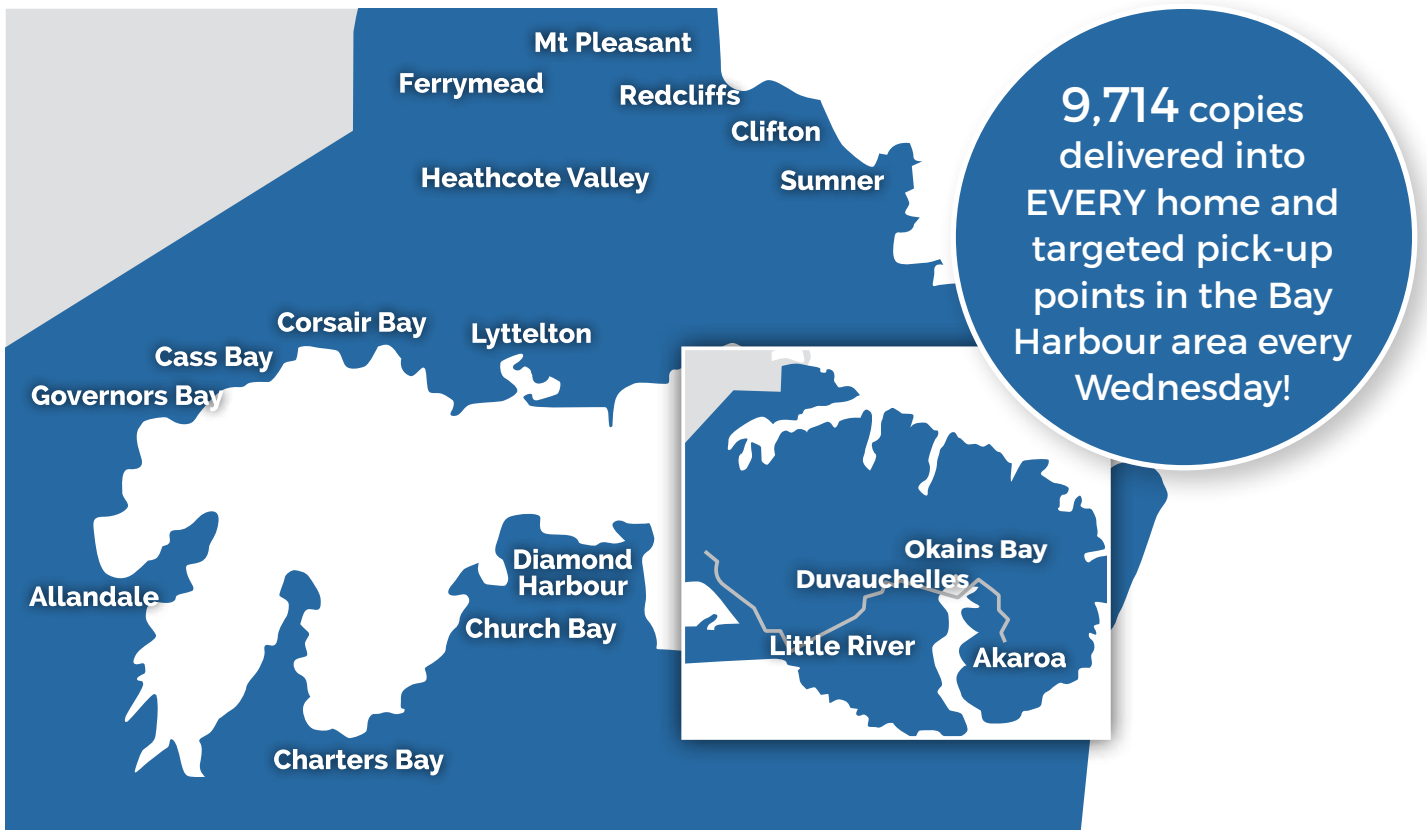 Mt Pleasant
Ferrymead
Redcliffs
Clifton
Heathcote Valley
Sumner
9,714 copies
delivered into
EVERY home and
targeted pick-up
points in the Bay
Harbour area every
Wednesday!
Corsair Bay
Lyttelton
Cass Bay
Governors Bay
Diamond
Harbour
Allandale
Church Bay
Charters Bay
Okains Bay
Duvauchelles
Little River
Akaroa